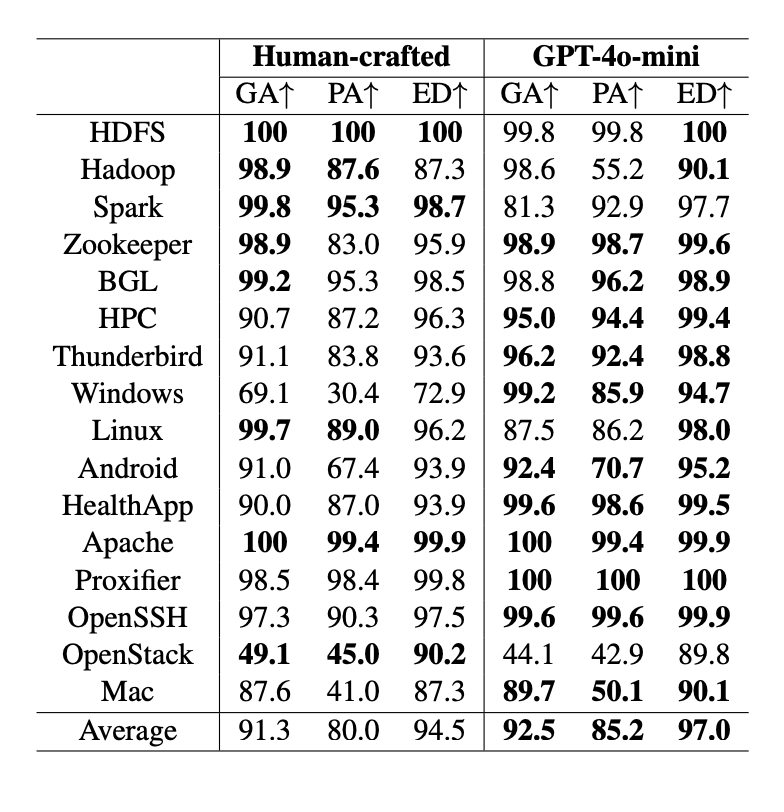 Human-crafted GPT-4o-mini
GA↑ PA↑ ED↑ GA↑ PA↑ ED↑
HDFS 100 100 100 99.8 99.8 100
Hadoop 98.9 87.6 87.3 98.6 55.2 90.1
Spark 99.8 95.3 98.7 81.3 92.9 97.7
Zookeeper 98.9 83.0 95.9 98.9 98.7 99.6
BGL 99.2 95.3 98.5 98.8 96.2 98.9
HPC 90.7 87.2 96.3 95.0 94.4 99.4
Thunderbird 91.1 83.8 93.6 96.2 92.4 98.8
Windows 69.1 30.4 72.9 99.2 85.9 94.7
Linux 99.7 89.0 96.2 87.5 86.2 98.0
Android 91.0 67.4 93.9 92.4 70.7 95.2
HealthApp 90.0 87.0 93.9 99.6 98.6 99.5
Apache 100 99.4 99.9 100 99.4 99.9
Proxifier 98.5 98.4 99.8 100 100 100
OpenSSH 97.3 90.3 97.5 99.6 99.6 99.9
OpenStack 49.1 45.0 90.2 44.1 42.9 89.8
Mac 87.6 41.0 87.3 89.7 50.1 90.1
Average 91.3 80.0 94.5 92.5 85.2 97.0